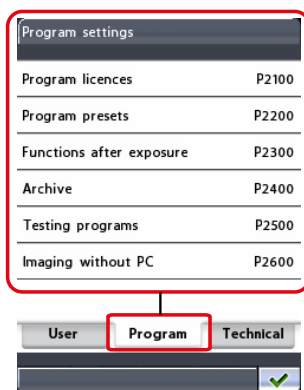 Program settings
Program licences P2100
Program presets P2200
Functions after exposure P2300
Archive P2400
Testing programs P2500
Imaging without PC P2600
User Program Technical